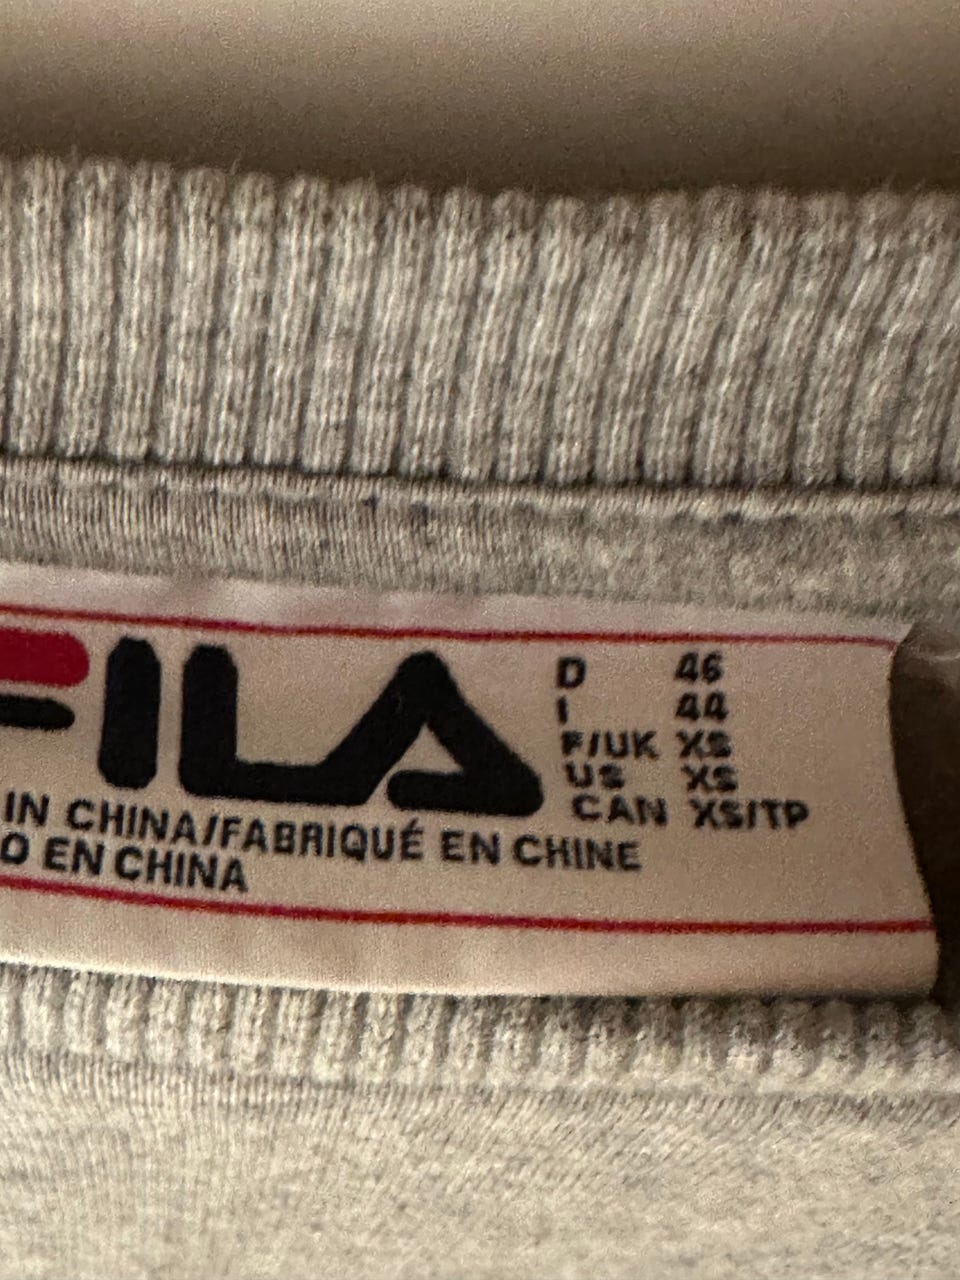 FILA
D 46
I 44
F/UK XS
US XS
CAN XS/TP
IN CHINA/FABRIQUÉ EN CHINE
O EN CHINA